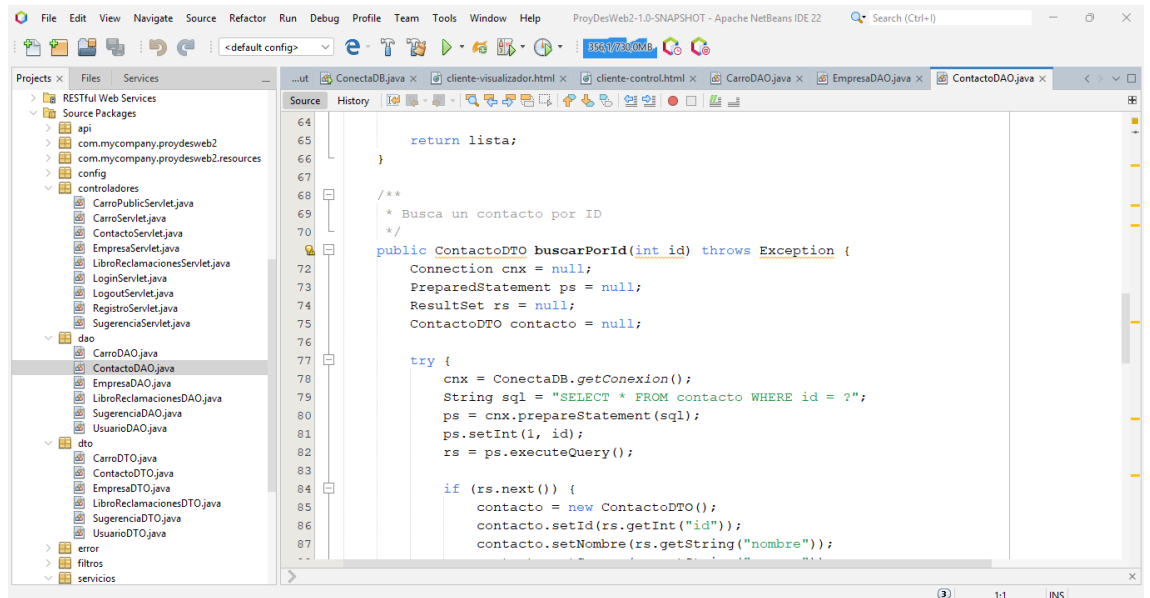 File Edit View Navigate Source Refactor Run Debug Profile Team Tools Window Help ProyDesWeb2-1.0-SNAPSHOT - Apache NetBeans IDE 22 Search (Ctrl+I)
<default config> 356,1/730,0MB
Projects × Files Services
...ut ConectaDB.java × cliente-visualizador.html × cliente-control.html × CarroDAO.java × EmpresaDAO.java × ContactoDAO.java ×
Source History
RESTful Web Services
Source Packages
api
com.mycompany.proydesweb2
com.mycompany.proydesweb2.resources
config
controladores
CarroPublicServlet.java
CarroServlet.java
ContactoServlet.java
EmpresaServlet.java
LibroReclamacionesServlet.java
LoginServlet.java
LogoutServlet.java
RegistroServlet.java
SugerenciaServlet.java
dao
CarroDAO.java
ContactoDAO.java
EmpresaDAO.java
LibroReclamacionesDAO.java
SugerenciaDAO.java
UsuarioDAO.java
dto
CarroDTO.java
ContactoDTO.java
EmpresaDTO.java
LibroReclamacionesDTO.java
SugerenciaDTO.java
UsuarioDTO.java
error
filtros
servicios
64
65 return lista;
66 }
67
68 /**
69 * Busca un contacto por ID
70 */
public ContactoDTO buscarPorId(int id) throws Exception {
72 Connection cnx = null;
73 PreparedStatement ps = null;
74 ResultSet rs = null;
75 ContactoDTO contacto = null;
76
77 try {
78 cnx = ConectaDB.getConexion();
79 String sql = "SELECT * FROM contacto WHERE id = ?";
80 ps = cnx.prepareStatement(sql);
81 ps.setInt(1, id);
82 rs = ps.executeQuery();
83
84 if (rs.next()) {
85 contacto = new ContactoDTO();
86 contacto.setId(rs.getInt("id"));
87 contacto.setNombre(rs.getString("nombre"));
3 1:1 INS